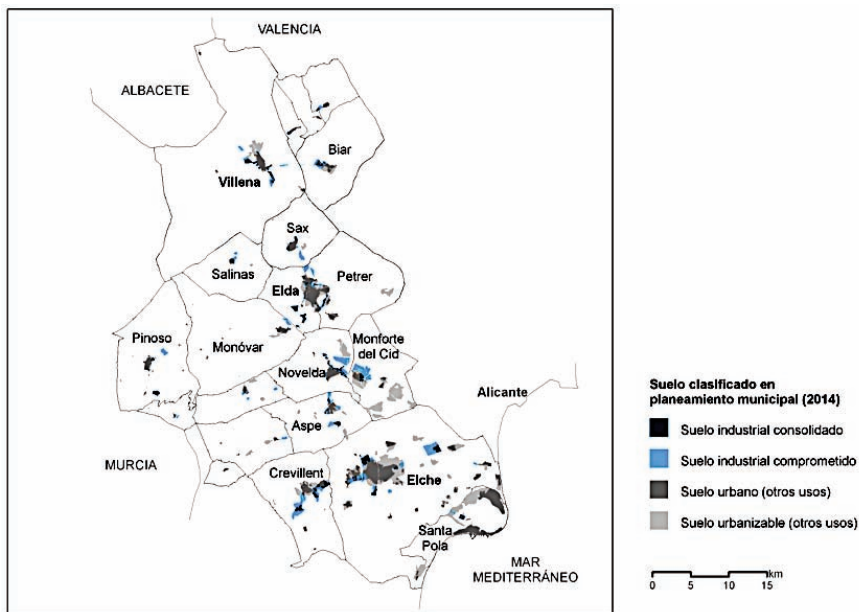 VALENCIA
ALBACETE
Biar
Villena
Sax
Salinas
Petrer
Elda
Pinoso
Monóvar
Monforte
del Cid
Novelda
Alicante
Aspe
MURCIA
Crevillent
Elche
Santa
Pola
MAR
MEDITERRÁNEO
Suelo clasificado en
planeamiento municipal (2014)
Suelo industrial consolidado
Suelo industrial comprometido
Suelo urbano (otros usos)
Suelo urbanizable (otros usos)
km
0 5 10 15